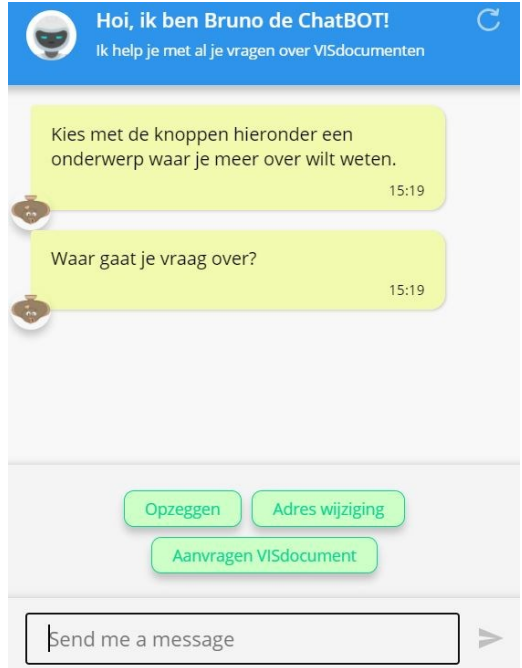 Hoi, ik ben Bruno de ChatBOT!
Ik help je met al je vragen over VISdocumenten
Kies met de knoppen hieronder een
onderwerp waar je meer over wilt weten.
15:19
Waar gaat je vraag over?
15:19
Opzeggen
Adres wijziging
Aanvragen VISdocument
Send me a message